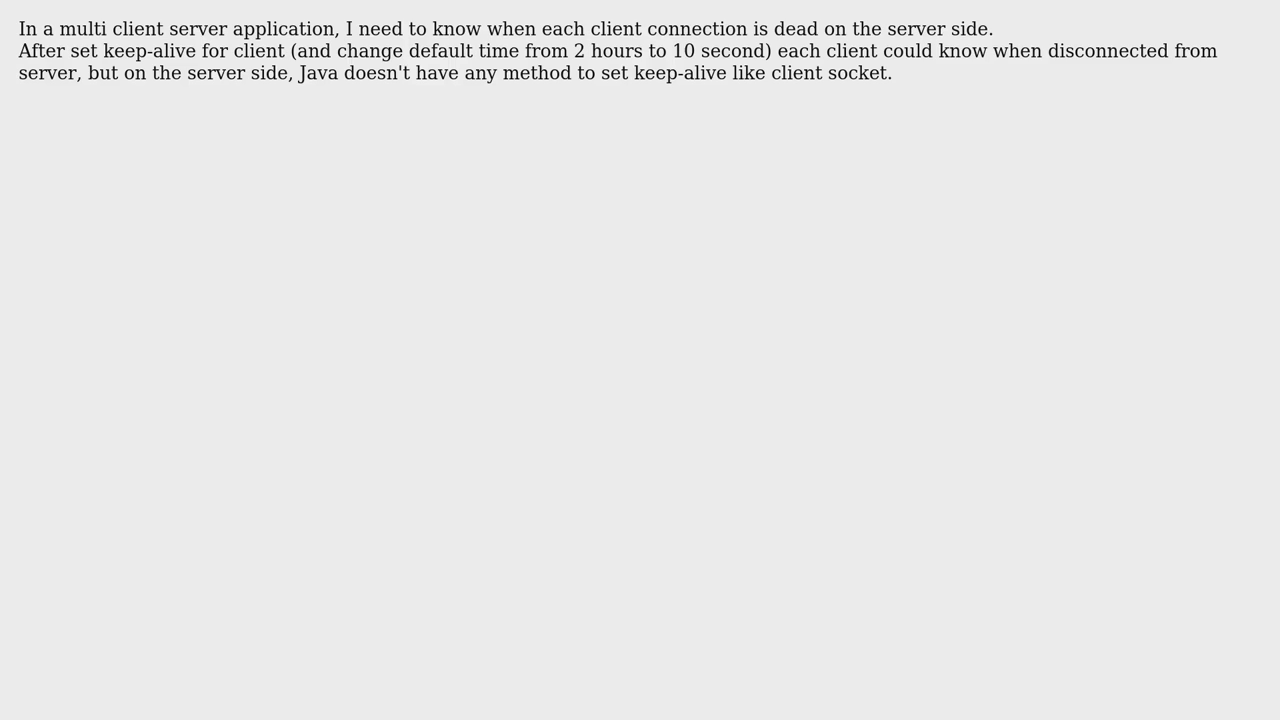 In a multi client server application, I need to know when each client connection is dead on the server side.
After set keep-alive for client (and change default time from 2 hours to 10 second) each client could know when disconnected from
server, but on the server side, Java doesn't have any method to set keep-alive like client socket.